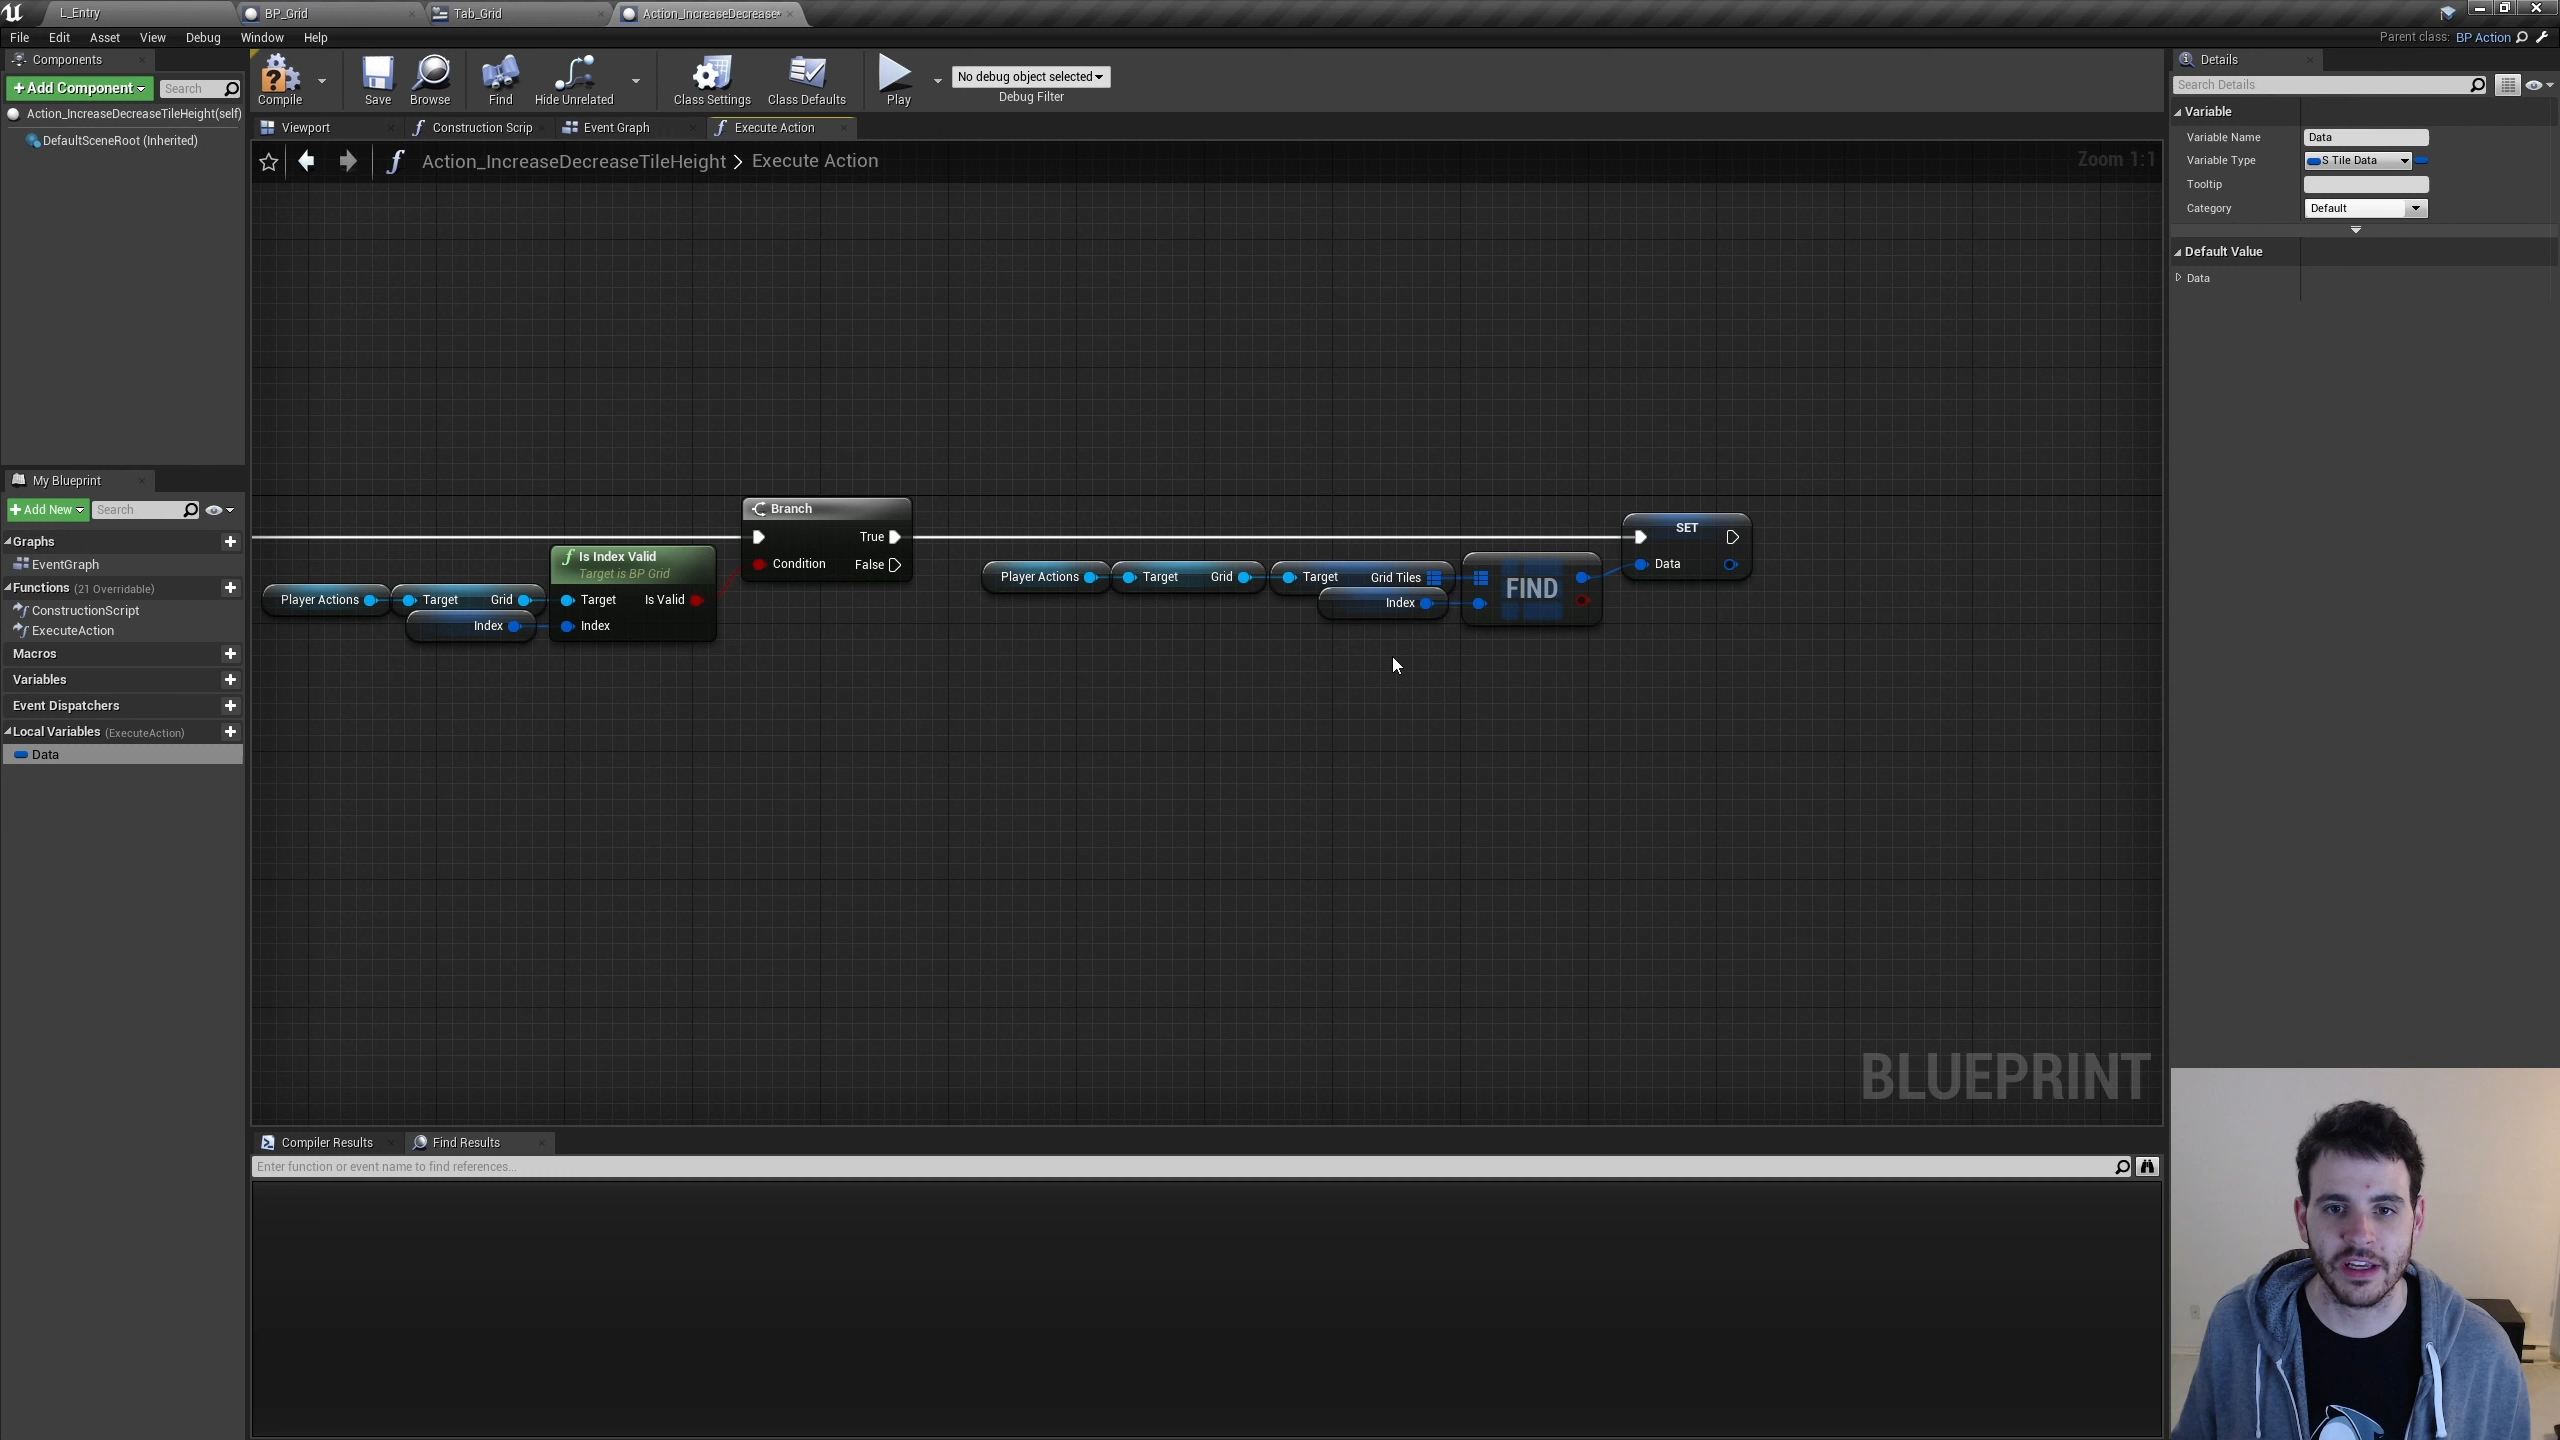 L_Entry
BP_Grid
Tab_Grid
Action_IncreaseDecrease*
File Edit Asset View Debug Window Help
Parent class: BP Action
Components
+Add Component
Search
Action_IncreaseDecreaseTileHeight(self)
DefaultSceneRoot (Inherited)
Compile
Save
Browse
Find
Hide Unrelated
Class Settings
Class Defaults
Play
No debug object selected
Debug Filter
Viewport
Construction Scrip
Event Graph
Execute Action
Action_IncreaseDecreaseTileHeight > Execute Action
Zoom 1:1
My Blueprint
+Add New
Search
Graphs
EventGraph
Functions (21 Overridable)
ConstructionScript
ExecuteAction
Macros
Variables
Event Dispatchers
Local Variables (ExecuteAction)
Data
Player Actions
Target Grid
Index
Is Index Valid
Target is BP Grid
Target Is Valid
Index
Branch
True
Condition False
Player Actions
Target Grid
Target Grid Tiles
Index
FIND
SET
Data
BLUEPRINT
Compiler Results
Find Results
Enter function or event name to find references...
Details
Search Details
Variable
Variable Name Data
Variable Type S Tile Data
Tooltip
Category Default
Default Value
Data